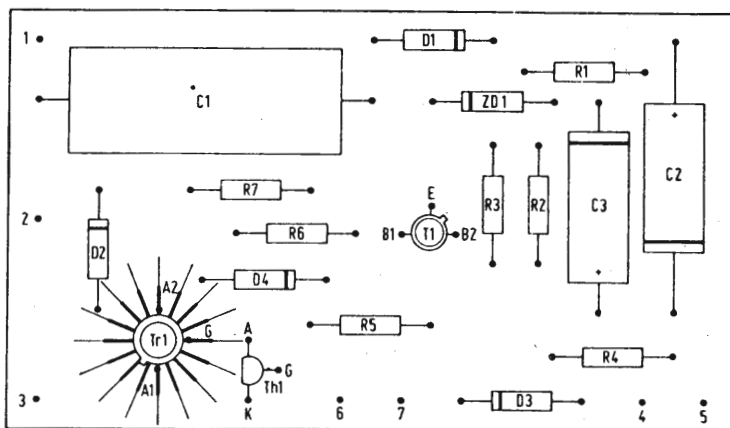 1
D1
R1
C1
ZD1
C2
R7
R3
R2
C3
E
2
R6
B1 T1 B2
D2
D4
A2
R5
Tr1 G A
R4
A1
G
Th1
3
K
6
7
D3
4
5